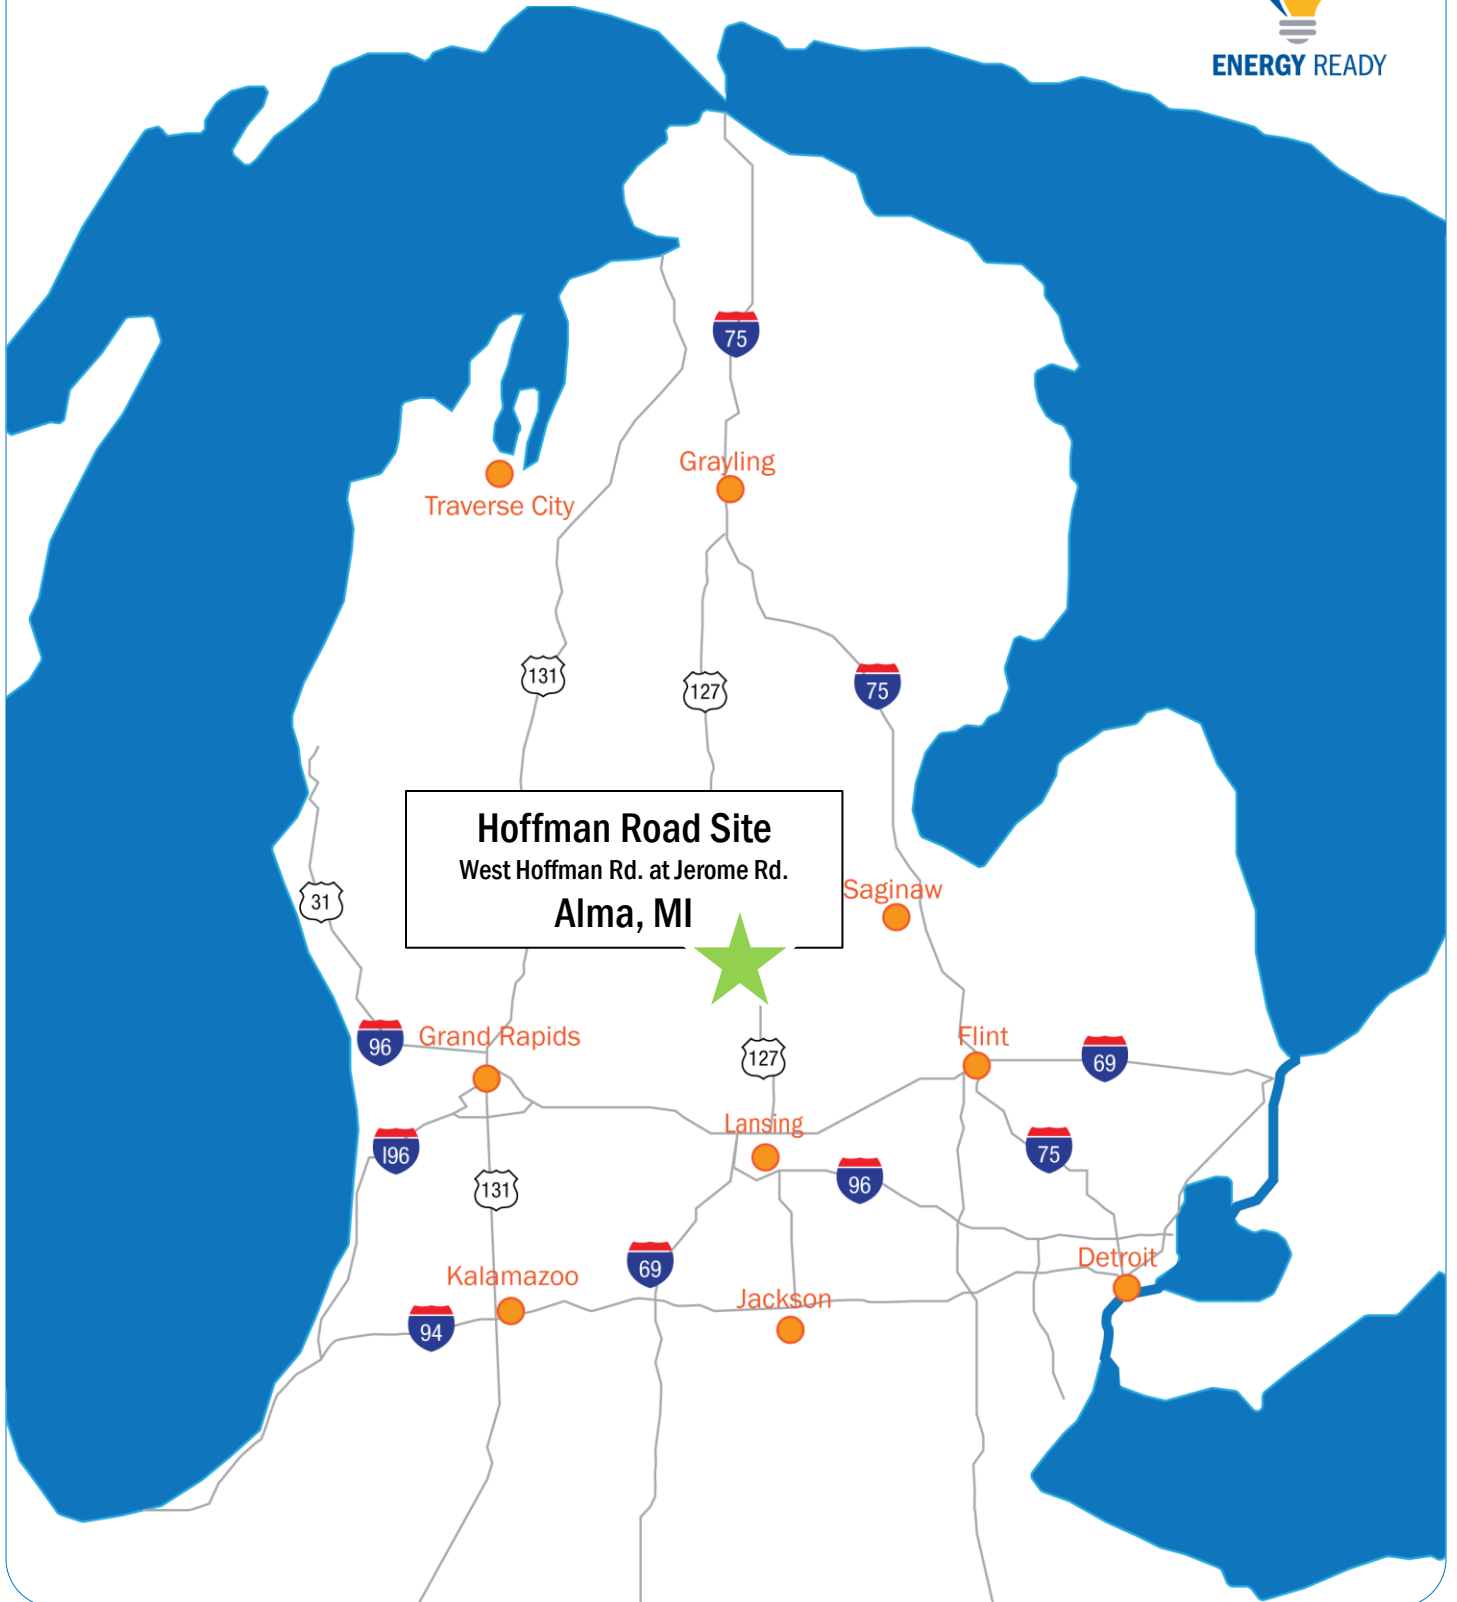 ENERGY READY
75
Grayling
Traverse City
131
127
75
Hoffman Road Site
West Hoffman Rd. at Jerome Rd.
Alma, MI
Saginaw
31
96
Grand Rapids
127
Flint
69
Lansing
I96
75
96
131
Detroit
69
Kalamazoo
Jackson
94